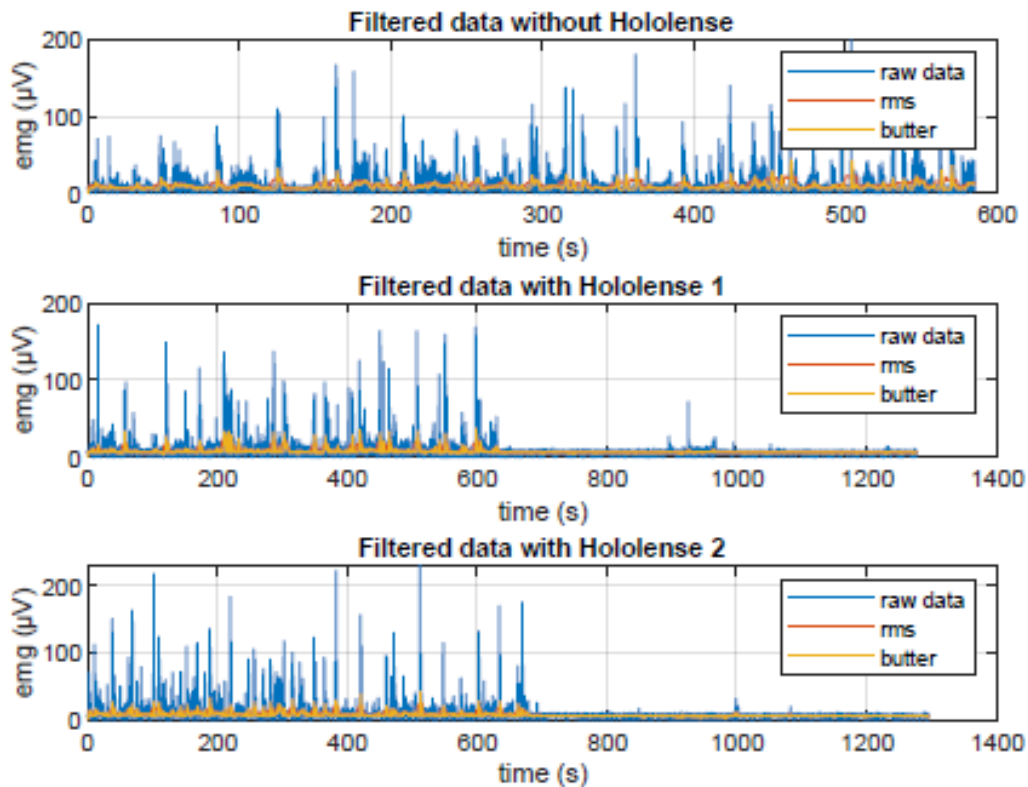 Filtered data without Hololense
emg (µV)
200
100
0
raw data
rms
butter
0 100 200 300 400 500 600
time (s)
Filtered data with Hololense 1
emg (µV)
200
100
0
raw data
rms
butter
0 200 400 600 800 1000 1200 1400
time (s)
Filtered data with Hololense 2
emg (µV)
200
100
0
raw data
rms
butter
0 200 400 600 800 1000 1200 1400
time (s)